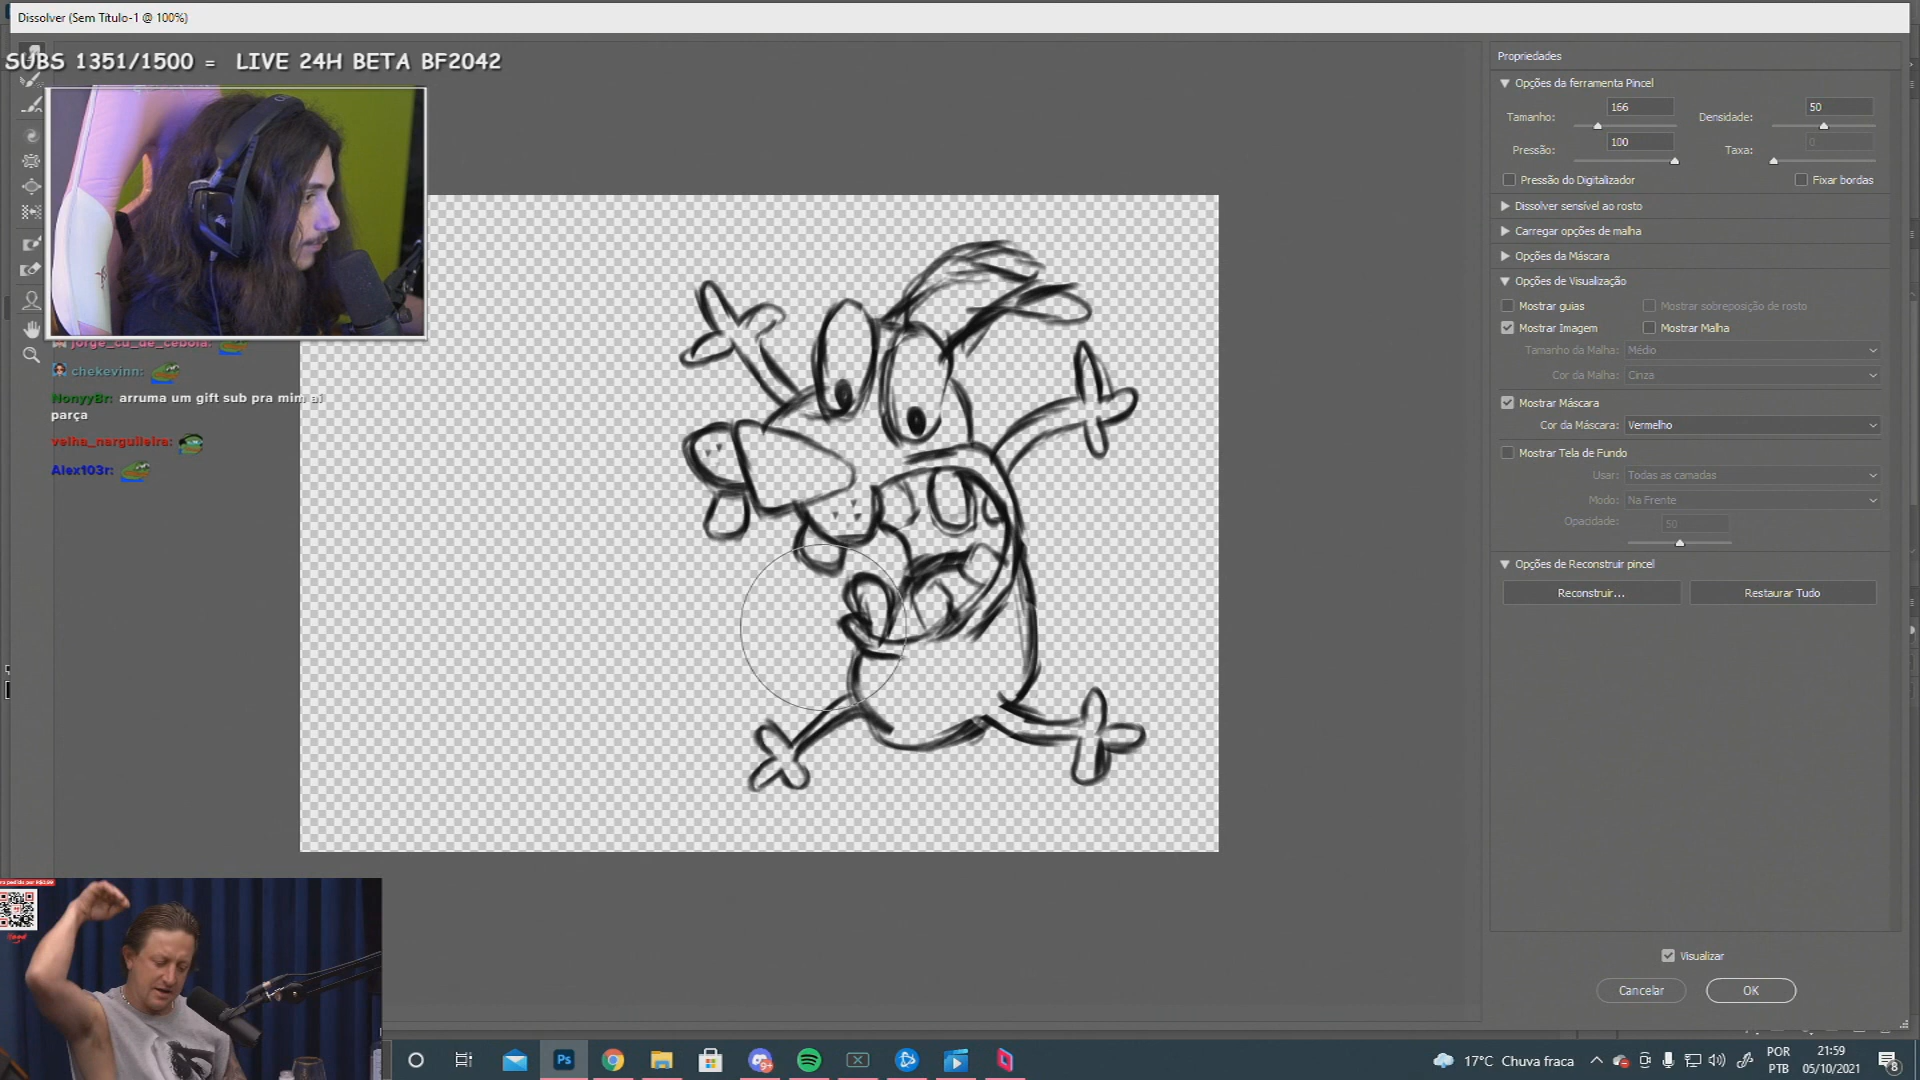 Dissolver (Sem Título-1 @ 100%)
SUBS 1351/1500 = LIVE 24H BETA BF2042
jorge_cu_de_cebola:
chekevinn:
NonyyBr: arruma um gift sub pra mim ai
parça
velha_narguileira:
Alex103r:
Propriedades
Opções da ferramenta Pincel
Tamanho: 166
Densidade: 50
Pressão: 100
Taxa: 0
Pressão do Digitalizador
Fixar bordas
Dissolver sensível ao rosto
Carregar opções de malha
Opções da Máscara
Opções de Visualização
Mostrar guias
Mostrar sobreposição de rosto
Mostrar Imagem
Mostrar Malha
Tamanho da Malha: Médio
Cor da Malha: Cinza
Mostrar Máscara
Cor da Máscara: Vermelho
Mostrar Tela de Fundo
Usar: Todas as camadas
Modo: Na Frente
Opacidade: 50
Opções de Reconstruir pincel
Reconstruir...
Restaurar Tudo
Visualizar
Cancelar
OK
Ps
9+
17°C Chuva fraca
POR
PTB
21:59
05/10/2021
8